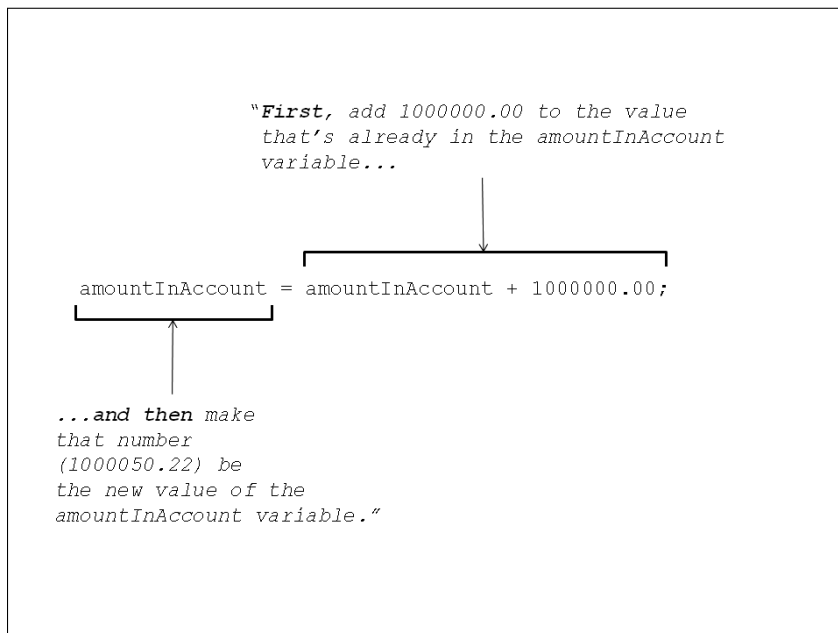 “First, add 1000000.00 to the value
that’s already in the amountInAccount
variable...
amountInAccount = amountInAccount + 1000000.00;
...and then make
that number
(1000050.22) be
the new value of the
amountInAccount variable.”